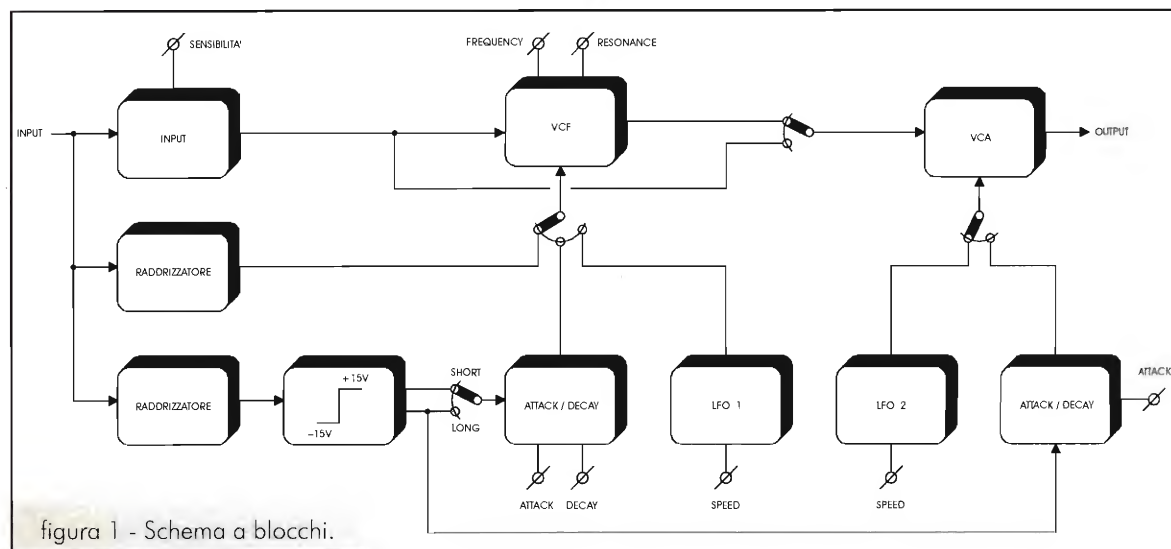 SENSIBILITA'
FREQUENCY
RESONANCE
INPUT
INPUT
VCF
VCA
OUTPUT
RADDRIZZATORE
RADDRIZZATORE
+15V
-15V
SHORT
LONG
ATTACK / DECAY
LFO 1
LFO 2
ATTACK / DECAY
ATTACK
ATTACK
DECAY
SPEED
SPEED
figura 1 - Schema a blocchi.